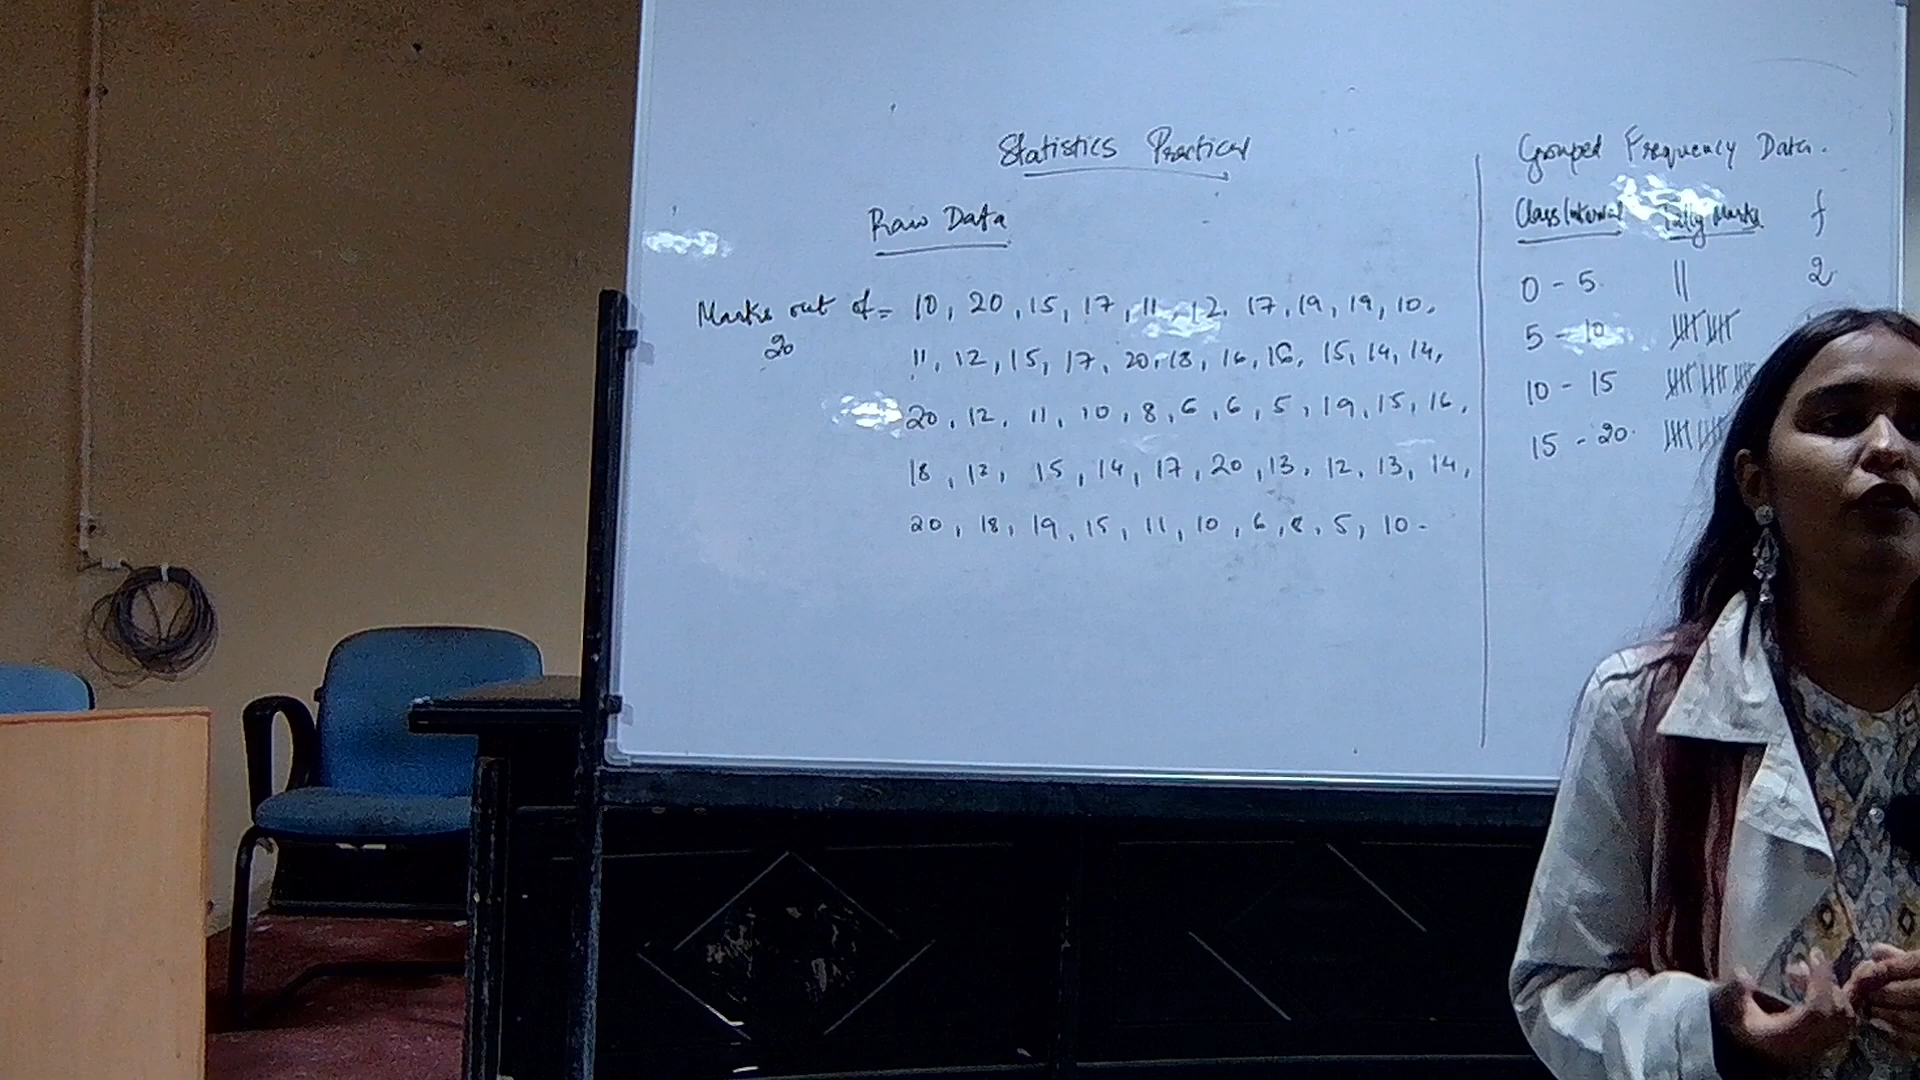 Statistics Practical
Raw Data
Marks out of = 10, 20, 15, 17, 11, 12, 17, 19, 19, 10,
20
11, 12, 15, 17, 20, 18, 16, 16, 15, 14, 14,
20, 12, 11, 10, 8, 6, 6, 5, 19, 15, 16,
18, 15, 14, 17, 20, 13, 12, 13, 14,
20, 18, 19, 15, 11, 10, 6, 8, 5, 10.
Grouped Frequency Data.
Class Interval Tally Marks f
0 - 5 || 2
5 - 10
10 - 15
15 - 20